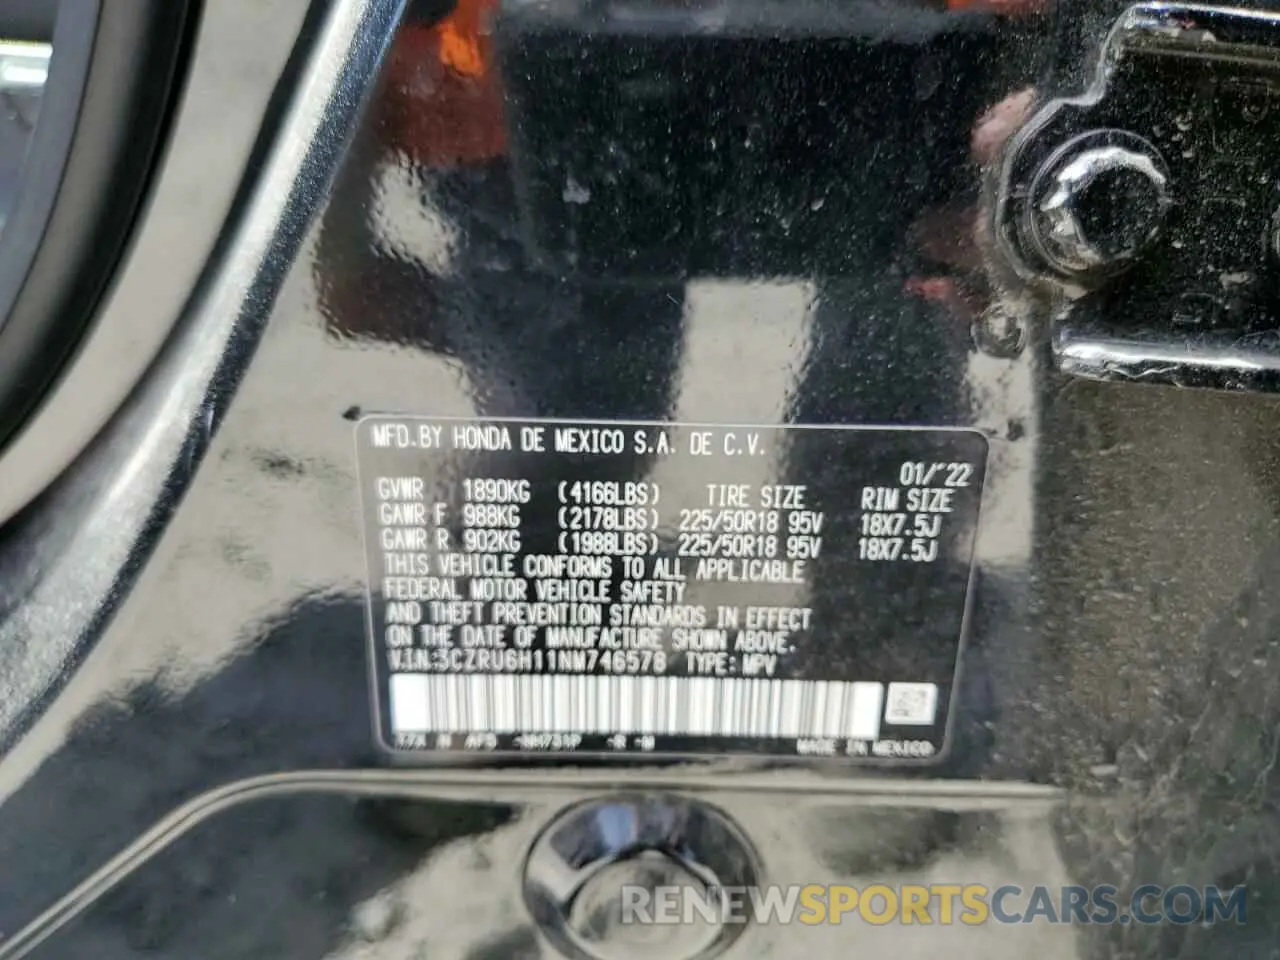 MFD.BY HONDA DE MEXICO S.A. DE C.V.
01/'22
GVWR 1890KG (4166LBS) TIRE SIZE RIM SIZE
GAWR F 988KG (2178LBS) 225/50R18 95V 18X7.5J
GAWR R 902KG (1988LBS) 225/50R18 95V 18X7.5J
THIS VEHICLE CONFORMS TO ALL APPLICABLE
FEDERAL MOTOR VEHICLE SAFETY
AND THEFT PREVENTION STANDARDS IN EFFECT
ON THE DATE OF MANUFACTURE SHOWN ABOVE.
V.I.N:3CZRU6H11NM746578 TYPE:MPV
N -NH731P -R -M MADE IN MEXICO
RENEWSPORTSCARS.COM